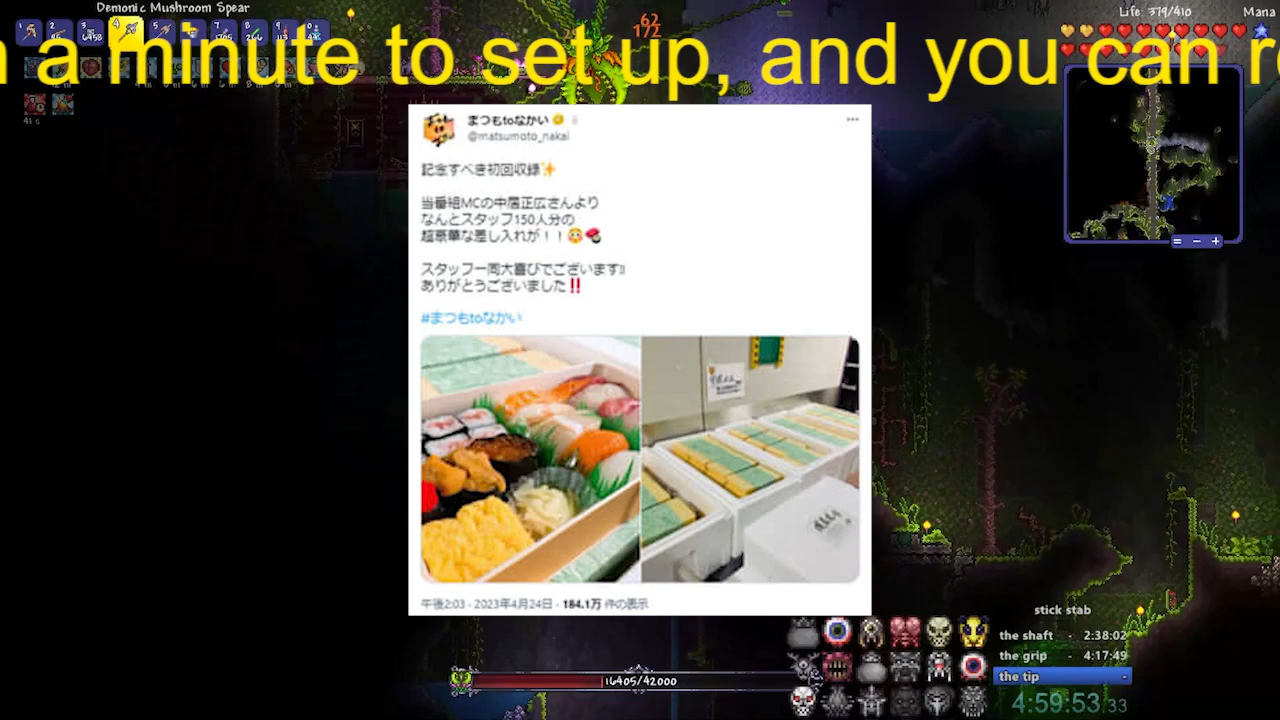 Demonic Mushroom Spear
62
172
Life: 379/410
Mana
n a minute to set up, and you can re
まつもtoなかい
@matsumoto_nakai
記念すべき初回収録✨
当番組MCの中居正広さんより
なんとスタッフ150人分の
超豪華な差し入れが！！😳🍣
スタッフ一同大喜びでございます!!
ありがとうございました‼️
#まつもtoなかい
午後2:03 · 2023年4月24日 · 184.1万 件の表示
stick stab
the shaft - 2:38:02
the grip - 4:17:49
the tip -
4:59:53.33
16405/42000